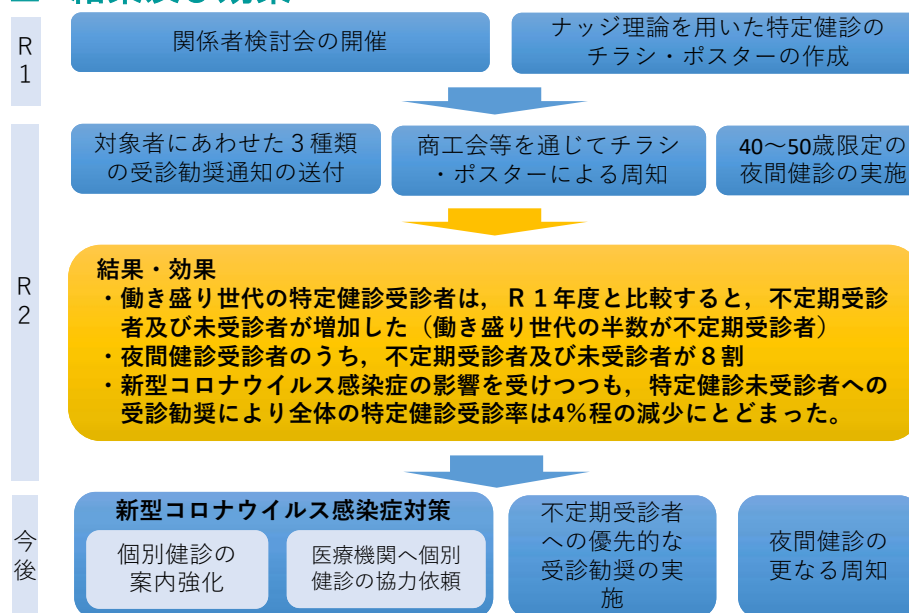 結果及び効果
R
1
関係者検討会の開催
ナッジ理論を用いた特定健診の
チラシ・ポスターの作成
R
2
対象者にあわせた３種類
の受診勧奨通知の送付
商工会等を通じてチラシ
・ポスターによる周知
40～50歳限定の
夜間健診の実施
結果・効果
・働き盛り世代の特定健診受診者は，Ｒ１年度と比較すると，不定期受診
者及び未受診者が増加した（働き盛り世代の半数が不定期受診者）
・夜間健診受診者のうち，不定期受診者及び未受診者が８割
・新型コロナウイルス感染症の影響を受けつつも，特定健診未受診者への
受診勧奨により全体の特定健診受診率は4％程の減少にとどまった。
今
後
新型コロナウイルス感染症対策
個別健診の
案内強化
医療機関へ個別
健診の協力依頼
不定期受診者
への優先的な
受診勧奨の実
施
夜間健診の
更なる周知